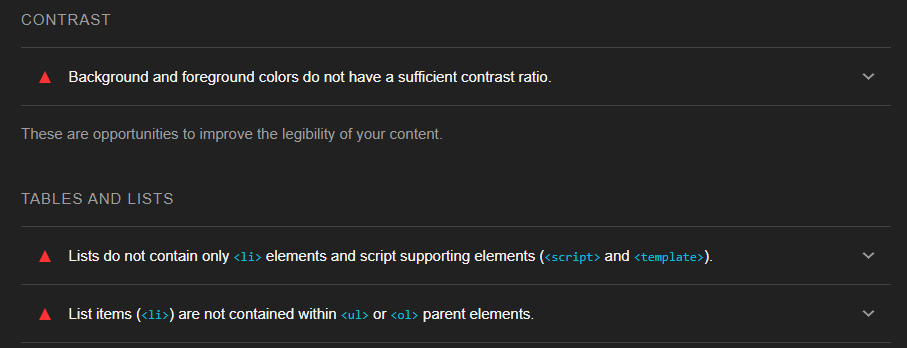 CONTRAST
Background and foreground colors do not have a sufficient contrast ratio.
These are opportunities to improve the legibility of your content.
TABLES AND LISTS
Lists do not contain only <li> elements and script supporting elements (<script> and <template>).
List items (<li>) are not contained within <ul> or <ol> parent elements.